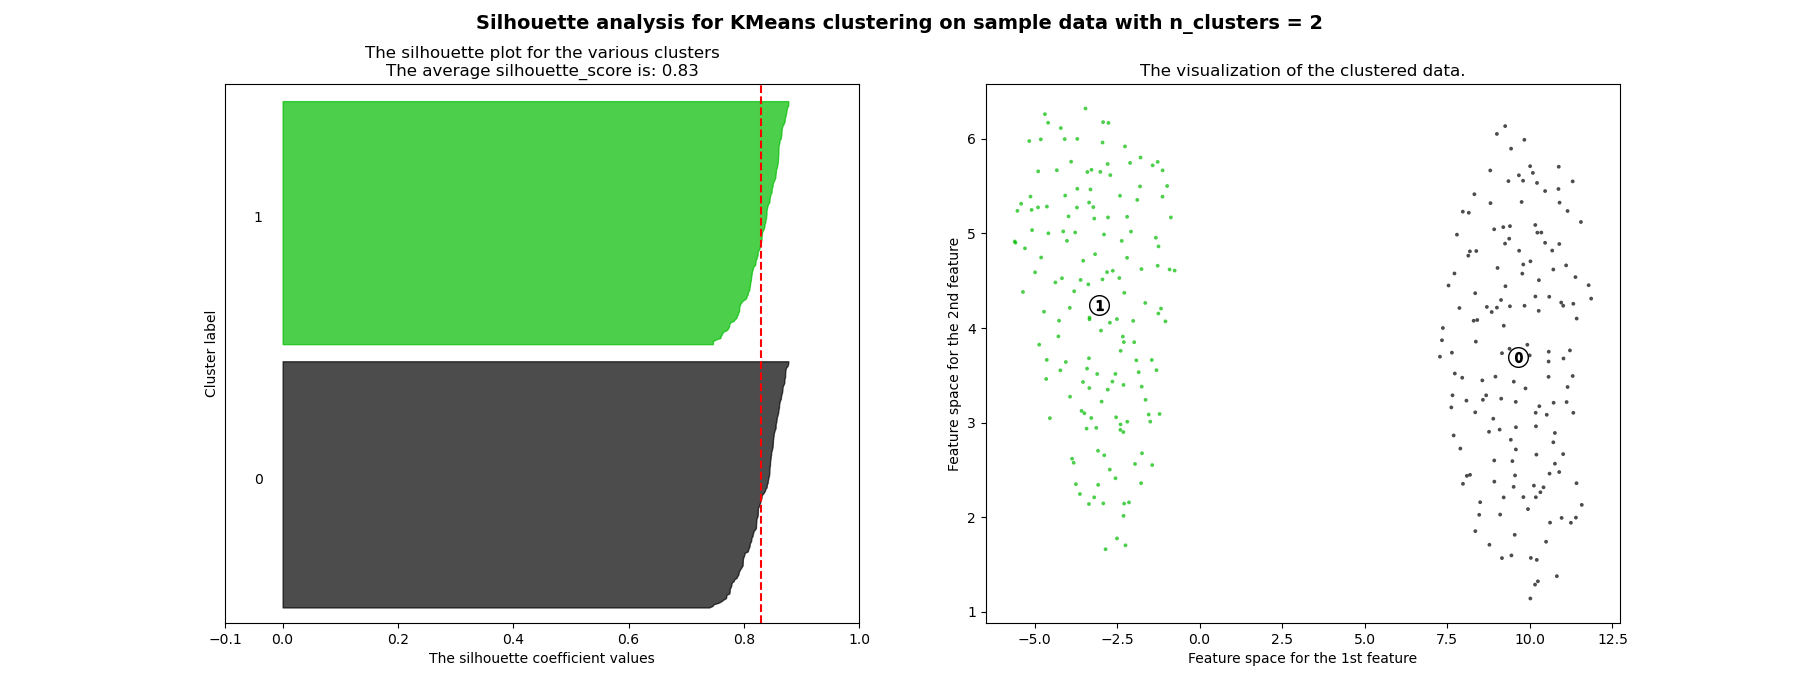 Silhouette analysis for KMeans clustering on sample data with n_clusters = 2
The silhouette plot for the various clusters
The average silhouette_score is: 0.83
Cluster label
1
0
−0.1 0.0 0.2 0.4 0.6 0.8 1.0
The silhouette coefficient values
The visualization of the clustered data.
Feature space for the 2nd feature
6
5
4
3
2
1
1
0
−5.0 −2.5 0.0 2.5 5.0 7.5 10.0 12.5
Feature space for the 1st feature